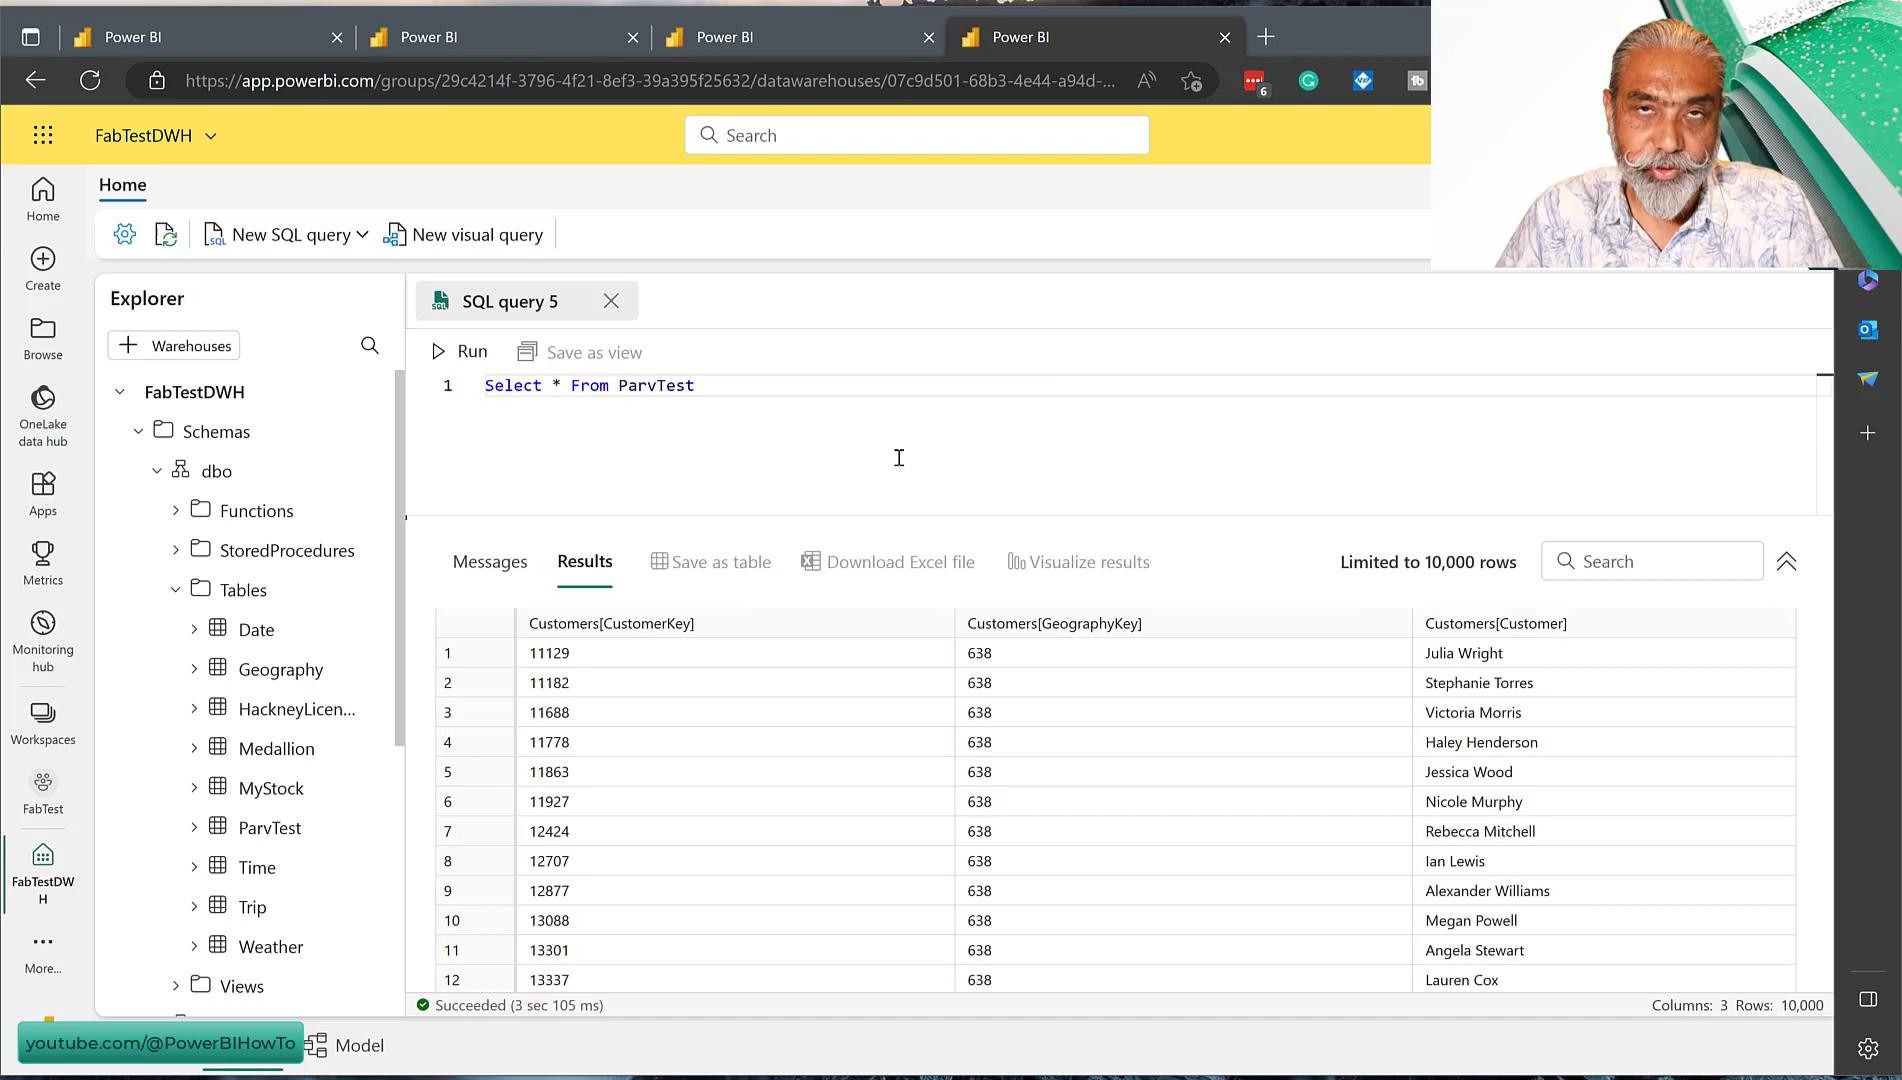 Power BI
Power BI
Power BI
Power BI
https://app.powerbi.com/groups/29c4214f-3796-4f21-8ef3-39a395f25632/datawarehouses/07c9d501-68b3-4e44-a94d-...
6
FabTestDWH
Search
Home
New SQL query
New visual query
Home
Create
Browse
OneLake
data hub
Apps
Metrics
Monitoring
hub
Workspaces
FabTest
FabTestDW
H
More...
Explorer
Warehouses
FabTestDWH
Schemas
dbo
Functions
StoredProcedures
Tables
Date
Geography
HackneyLicen...
Medallion
MyStock
ParvTest
Time
Trip
Weather
Views
SQL query 5
Run
Save as view
1 Select * From ParvTest
Messages
Results
Save as table
Download Excel file
Visualize results
Limited to 10,000 rows
Search
Customers[CustomerKey] Customers[GeographyKey] Customers[Customer]
1 11129 638 Julia Wright
2 11182 638 Stephanie Torres
3 11688 638 Victoria Morris
4 11778 638 Haley Henderson
5 11863 638 Jessica Wood
6 11927 638 Nicole Murphy
7 12424 638 Rebecca Mitchell
8 12707 638 Ian Lewis
9 12877 638 Alexander Williams
10 13088 638 Megan Powell
11 13301 638 Angela Stewart
12 13337 638 Lauren Cox
Succeeded (3 sec 105 ms)
Columns: 3 Rows: 10,000
youtube.com/@PowerBIHowTo
Model